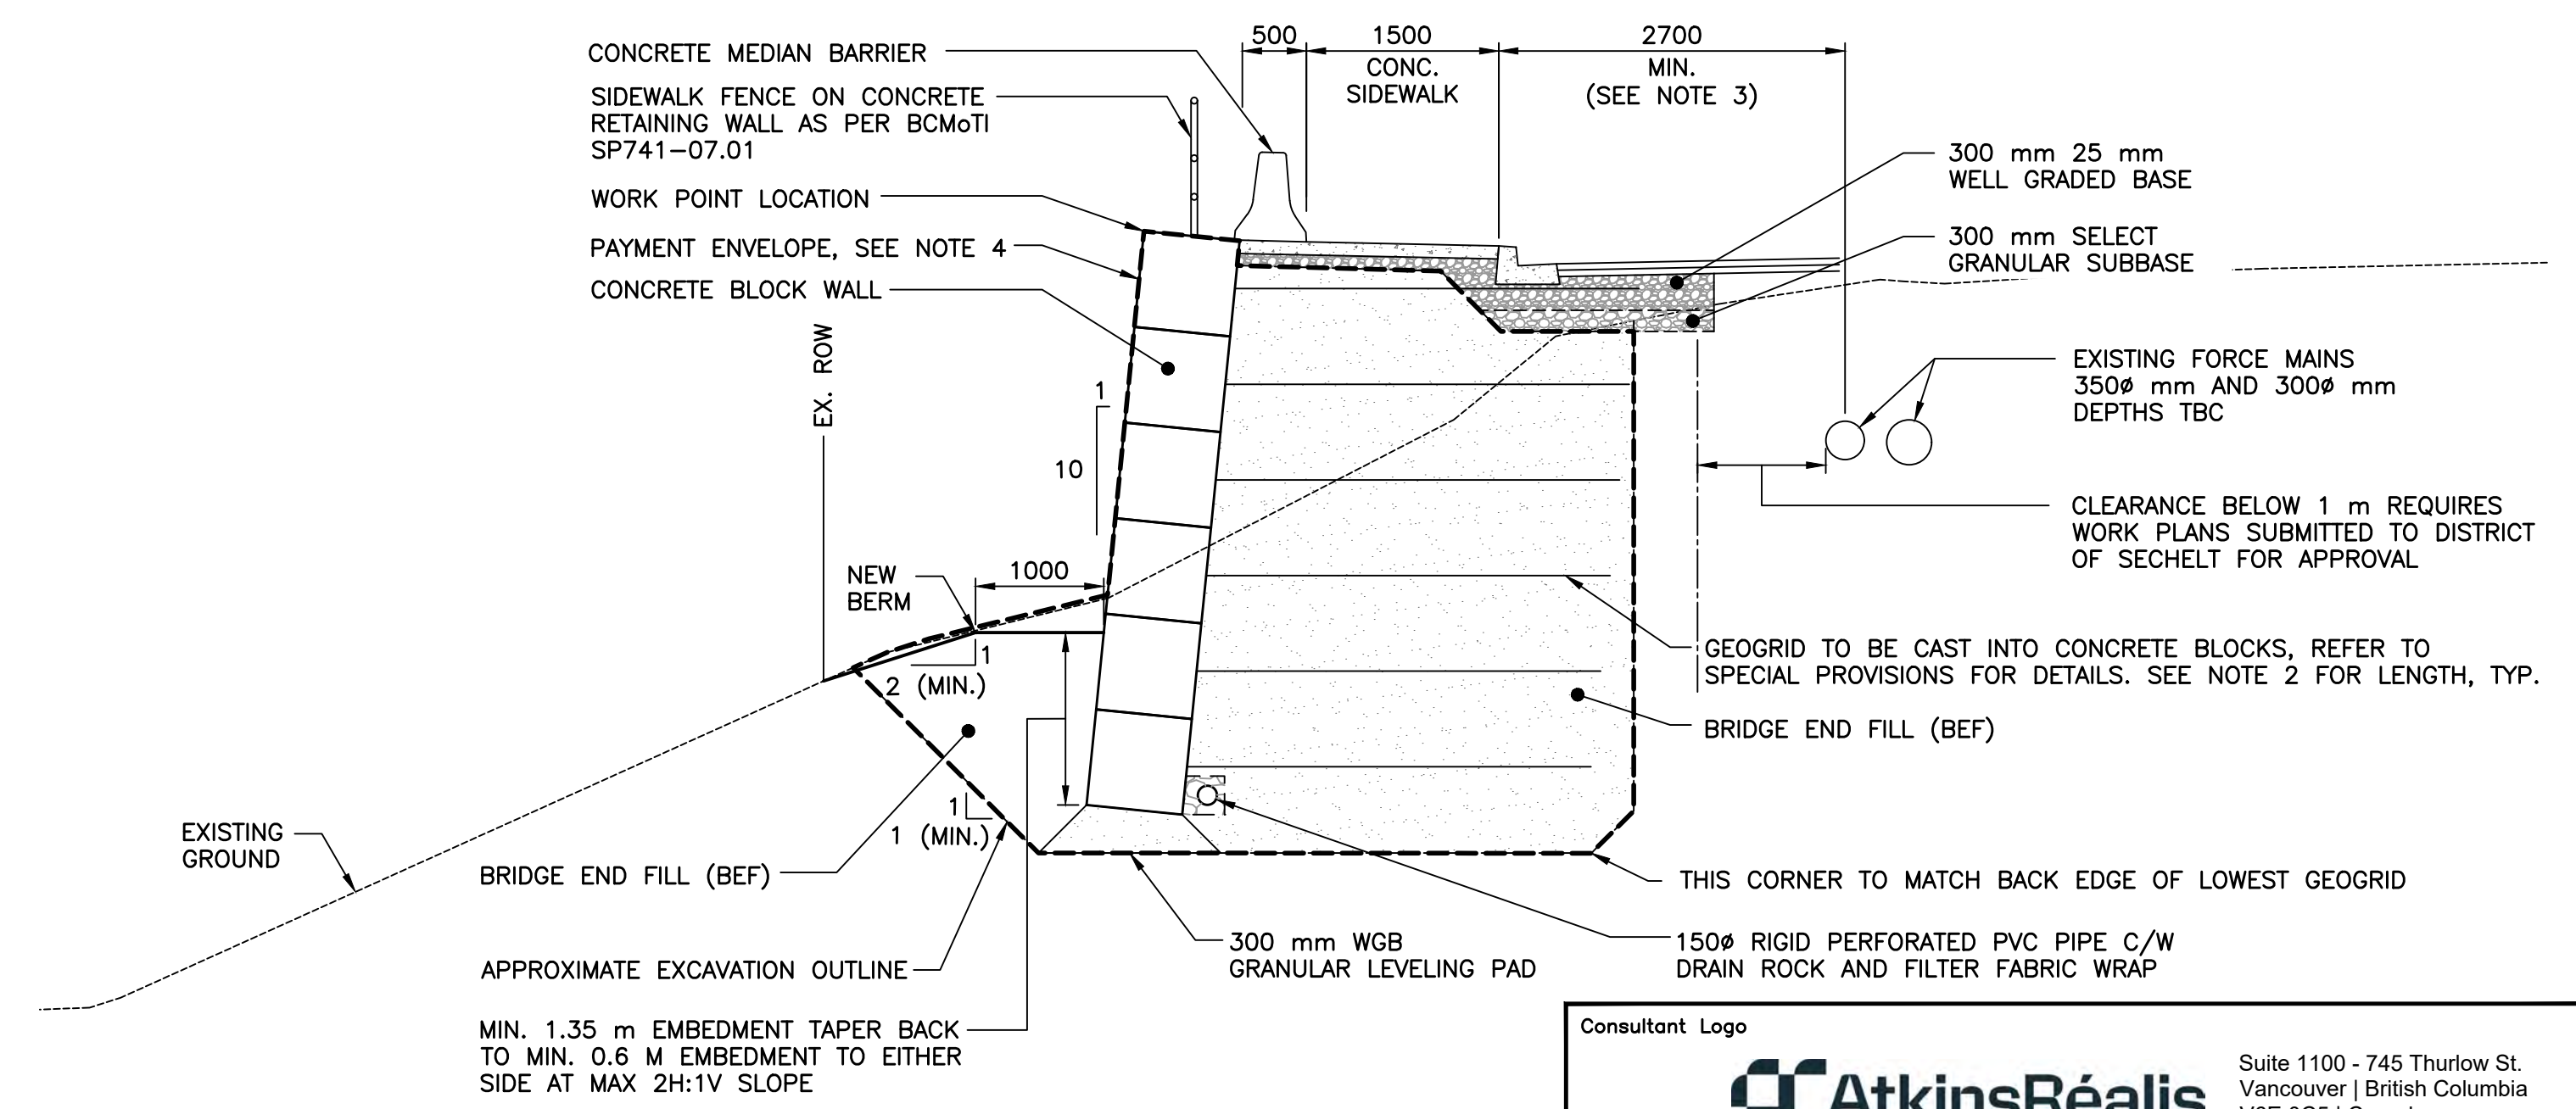 CONCRETE MEDIAN BARRIER
SIDEWALK FENCE ON CONCRETE
RETAINING WALL AS PER BCMoTI
SP741-07.01
WORK POINT LOCATION
PAYMENT ENVELOPE, SEE NOTE 4
CONCRETE BLOCK WALL
500
1500
CONC.
SIDEWALK
2700
MIN.
(SEE NOTE 3)
300 mm 25 mm
WELL GRADED BASE
300 mm SELECT
GRANULAR SUBBASE
EX. ROW
1
10
EXISTING FORCE MAINS
350ø mm AND 300ø mm
DEPTHS TBC
CLEARANCE BELOW 1 m REQUIRES
WORK PLANS SUBMITTED TO DISTRICT
OF SECHELT FOR APPROVAL
NEW
BERM
1000
1
2 (MIN.)
GEOGRID TO BE CAST INTO CONCRETE BLOCKS, REFER TO
SPECIAL PROVISIONS FOR DETAILS. SEE NOTE 2 FOR LENGTH, TYP.
BRIDGE END FILL (BEF)
1
1 (MIN.)
EXISTING
GROUND
BRIDGE END FILL (BEF)
THIS CORNER TO MATCH BACK EDGE OF LOWEST GEOGRID
300 mm WGB
GRANULAR LEVELING PAD
150ø RIGID PERFORATED PVC PIPE C/W
DRAIN ROCK AND FILTER FABRIC WRAP
APPROXIMATE EXCAVATION OUTLINE
MIN. 1.35 m EMBEDMENT TAPER BACK
TO MIN. 0.6 M EMBEDMENT TO EITHER
SIDE AT MAX 2H:1V SLOPE
Consultant Logo
AtkinsRéalis
Suite 1100 - 745 Thurlow St.
Vancouver | British Columbia